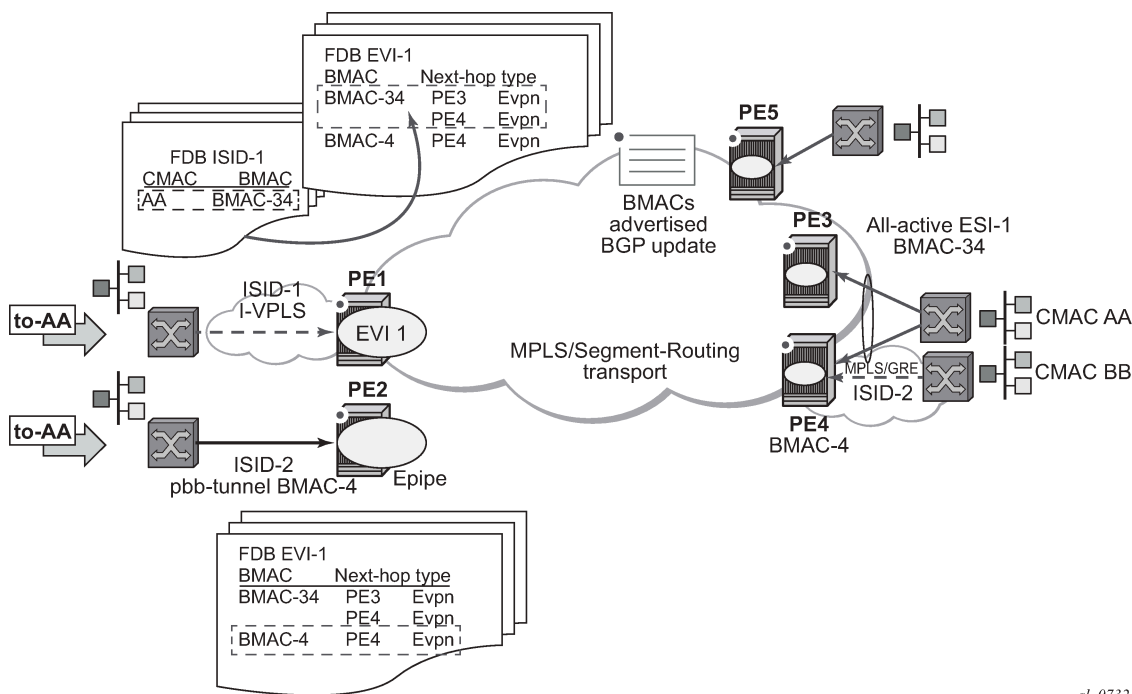 FDB EVI-1
BMAC Next-hop type
BMAC-34 PE3 Evpn
PE4 Evpn
BMAC-4 PE4 Evpn
FDB ISID-1
CMAC BMAC
AA BMAC-34
BMACs
advertised
BGP update
PE5
PE3
All-active ESI-1
BMAC-34
to-AA
ISID-1
I-VPLS
PE1
EVI 1
MPLS/Segment-Routing
transport
CMAC AA
MPLS/GRE
ISID-2
CMAC BB
PE4
BMAC-4
to-AA
PE2
ISID-2
pbb-tunnel BMAC-4
Epipe
FDB EVI-1
BMAC Next-hop type
BMAC-34 PE3 Evpn
PE4 Evpn
BMAC-4 PE4 Evpn